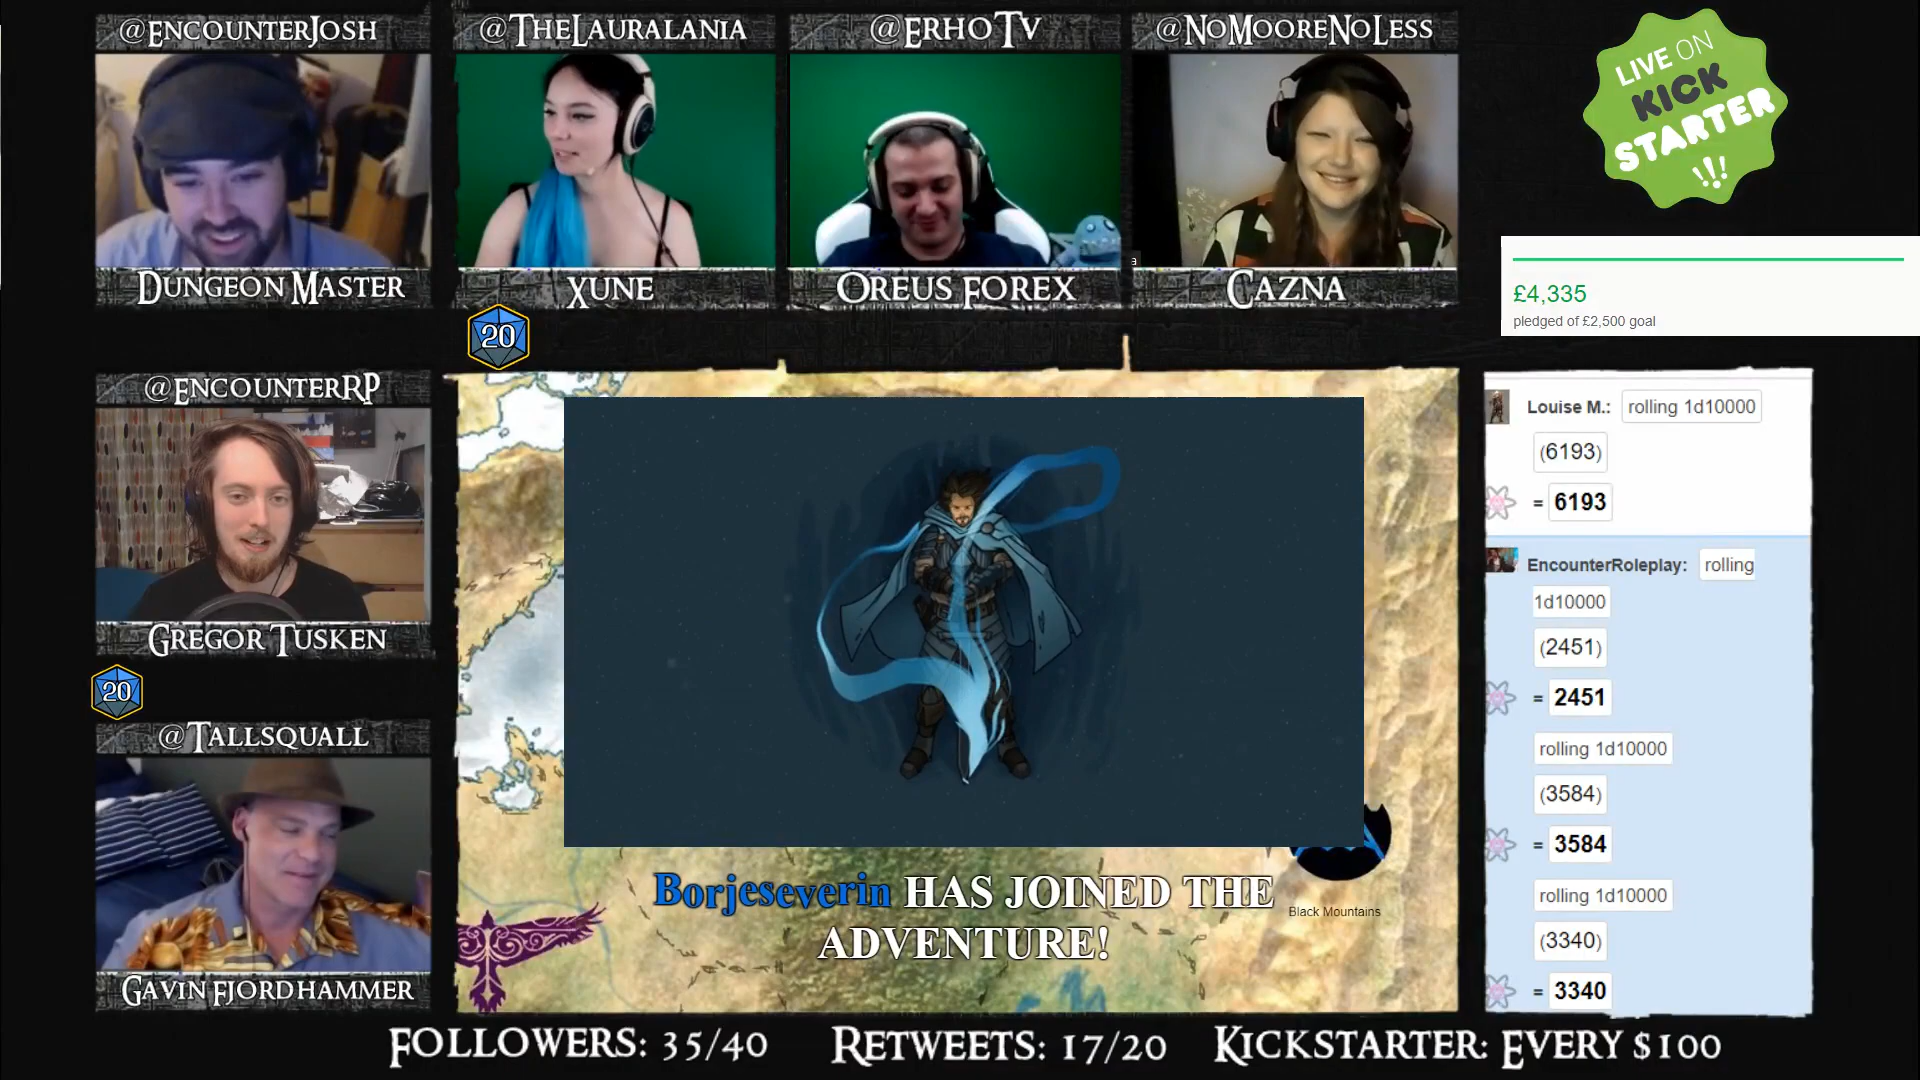 @EncounterJosh
@TheLauralania
@ErhoTv
@NoMooreNoLess
LIVE ON
KICK
STARTER
!!!
Dungeon Master
Xune
Oreus Forex
a
Cazna
£4,335
pledged of £2,500 goal
20
@EncounterRP
Gregor Tusken
20
@Tallsquall
Gavin Fjordhammer
Louise M.: rolling 1d10000
(6193)
= 6193
EncounterRoleplay: rolling
1d10000
(2451)
= 2451
rolling 1d10000
(3584)
= 3584
rolling 1d10000
(3340)
= 3340
Borjeseverin HAS JOINED THE
ADVENTURE!
Black Mountains
Followers: 35/40
Retweets: 17/20
Kickstarter: Every $100